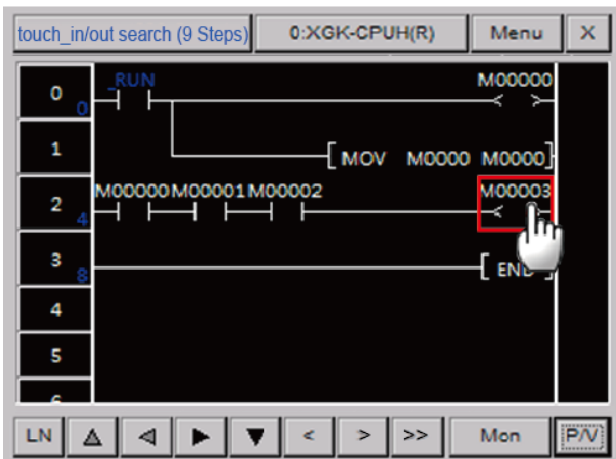 touch_in/out search (9 Steps) 0:XGK-CPUH(R) Menu X
0 0 _RUN M00000
1 MOV M0000 M0000
2 4 M00000 M00001 M00002 M00003
3 8 END
4
5
LN < > >> Mon P/V